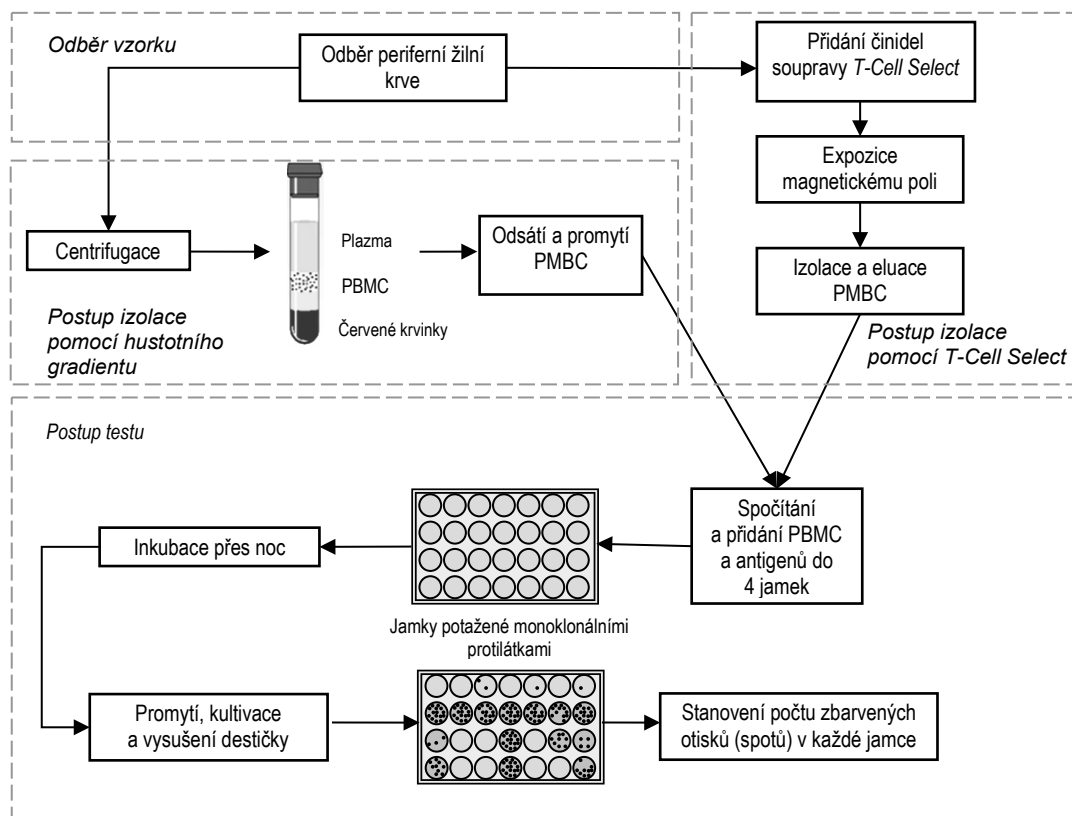 Odběr vzorku
Odběr periferní žilní
krve
Přidání činidel
soupravy T-Cell Select
Expozice
magnetickému poli
Izolace a eluace
PMBC
Postup izolace
pomocí T-Cell Select
Centrifugace
Plazma
PBMC
Červené krvinky
Odsátí a promytí
PMBC
Postup izolace
pomocí hustotního
gradientu
Postup testu
Spočítání
a přidání PBMC
a antigenů do
4 jamek
Jamky potažené monoklonálními
protilátkami
Inkubace přes noc
Promytí, kultivace
a vysušení destičky
Stanovení počtu zbarvených
otisků (spotů) v každé jamce